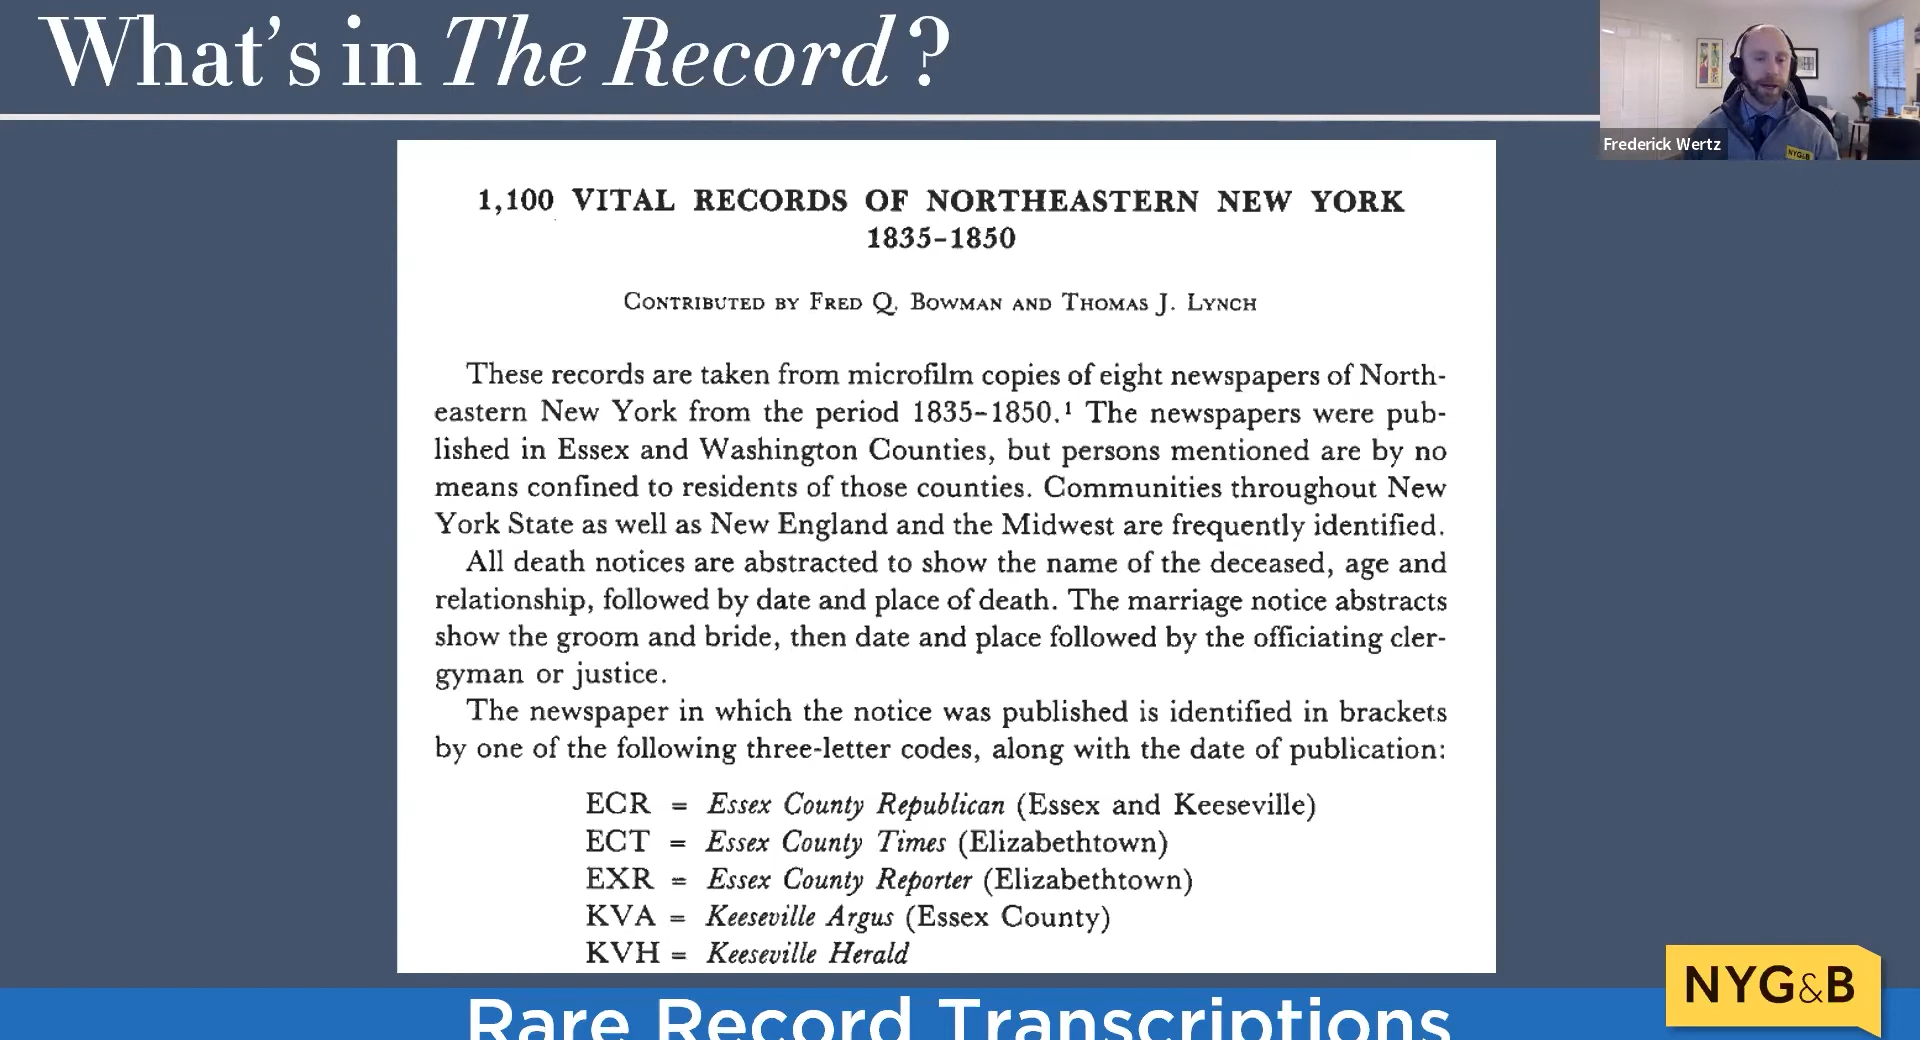 What's in The Record?
Frederick Wertz
NYG&B
1,100 VITAL RECORDS OF NORTHEASTERN NEW YORK
1835–1850
Contributed by Fred Q. Bowman and Thomas J. Lynch
These records are taken from microfilm copies of eight newspapers of North-
eastern New York from the period 1835–1850.¹ The newspapers were pub-
lished in Essex and Washington Counties, but persons mentioned are by no
means confined to residents of those counties. Communities throughout New
York State as well as New England and the Midwest are frequently identified.
All death notices are abstracted to show the name of the deceased, age and
relationship, followed by date and place of death. The marriage notice abstracts
show the groom and bride, then date and place followed by the officiating cler-
gyman or justice.
The newspaper in which the notice was published is identified in brackets
by one of the following three-letter codes, along with the date of publication:
ECR = Essex County Republican (Essex and Keeseville)
ECT = Essex County Times (Elizabethtown)
EXR = Essex County Reporter (Elizabethtown)
KVA = Keeseville Argus (Essex County)
KVH = Keeseville Herald
NYG&B
Rare Record Transcriptions